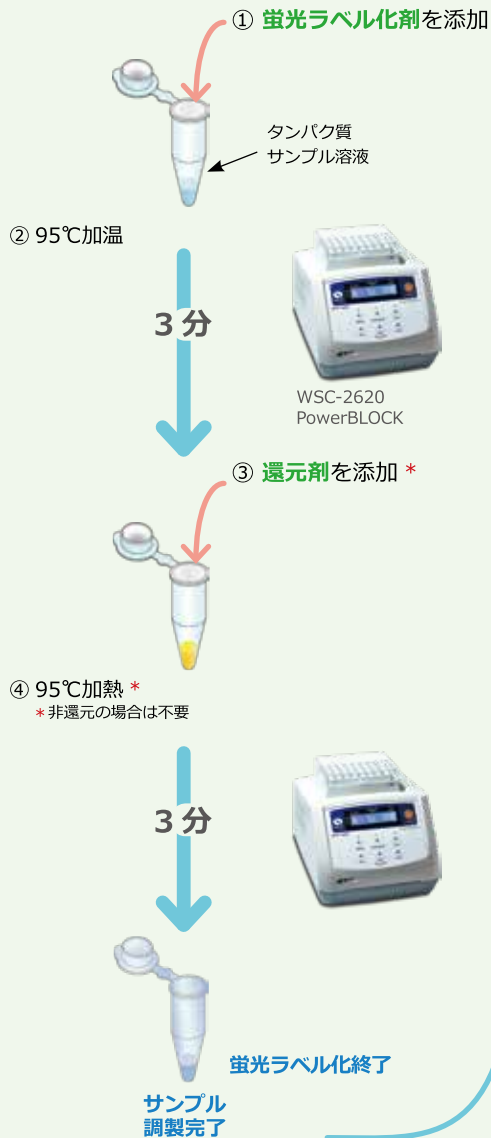 ① 蛍光ラベル化剤を添加
タンパク質
サンプル溶液
② 95℃加温
3 分
WSC-2620
PowerBLOCK
③ 還元剤を添加 *
④ 95℃加熱 *
* 非還元の場合は不要
3 分
蛍光ラベル化終了
サンプル
調製完了